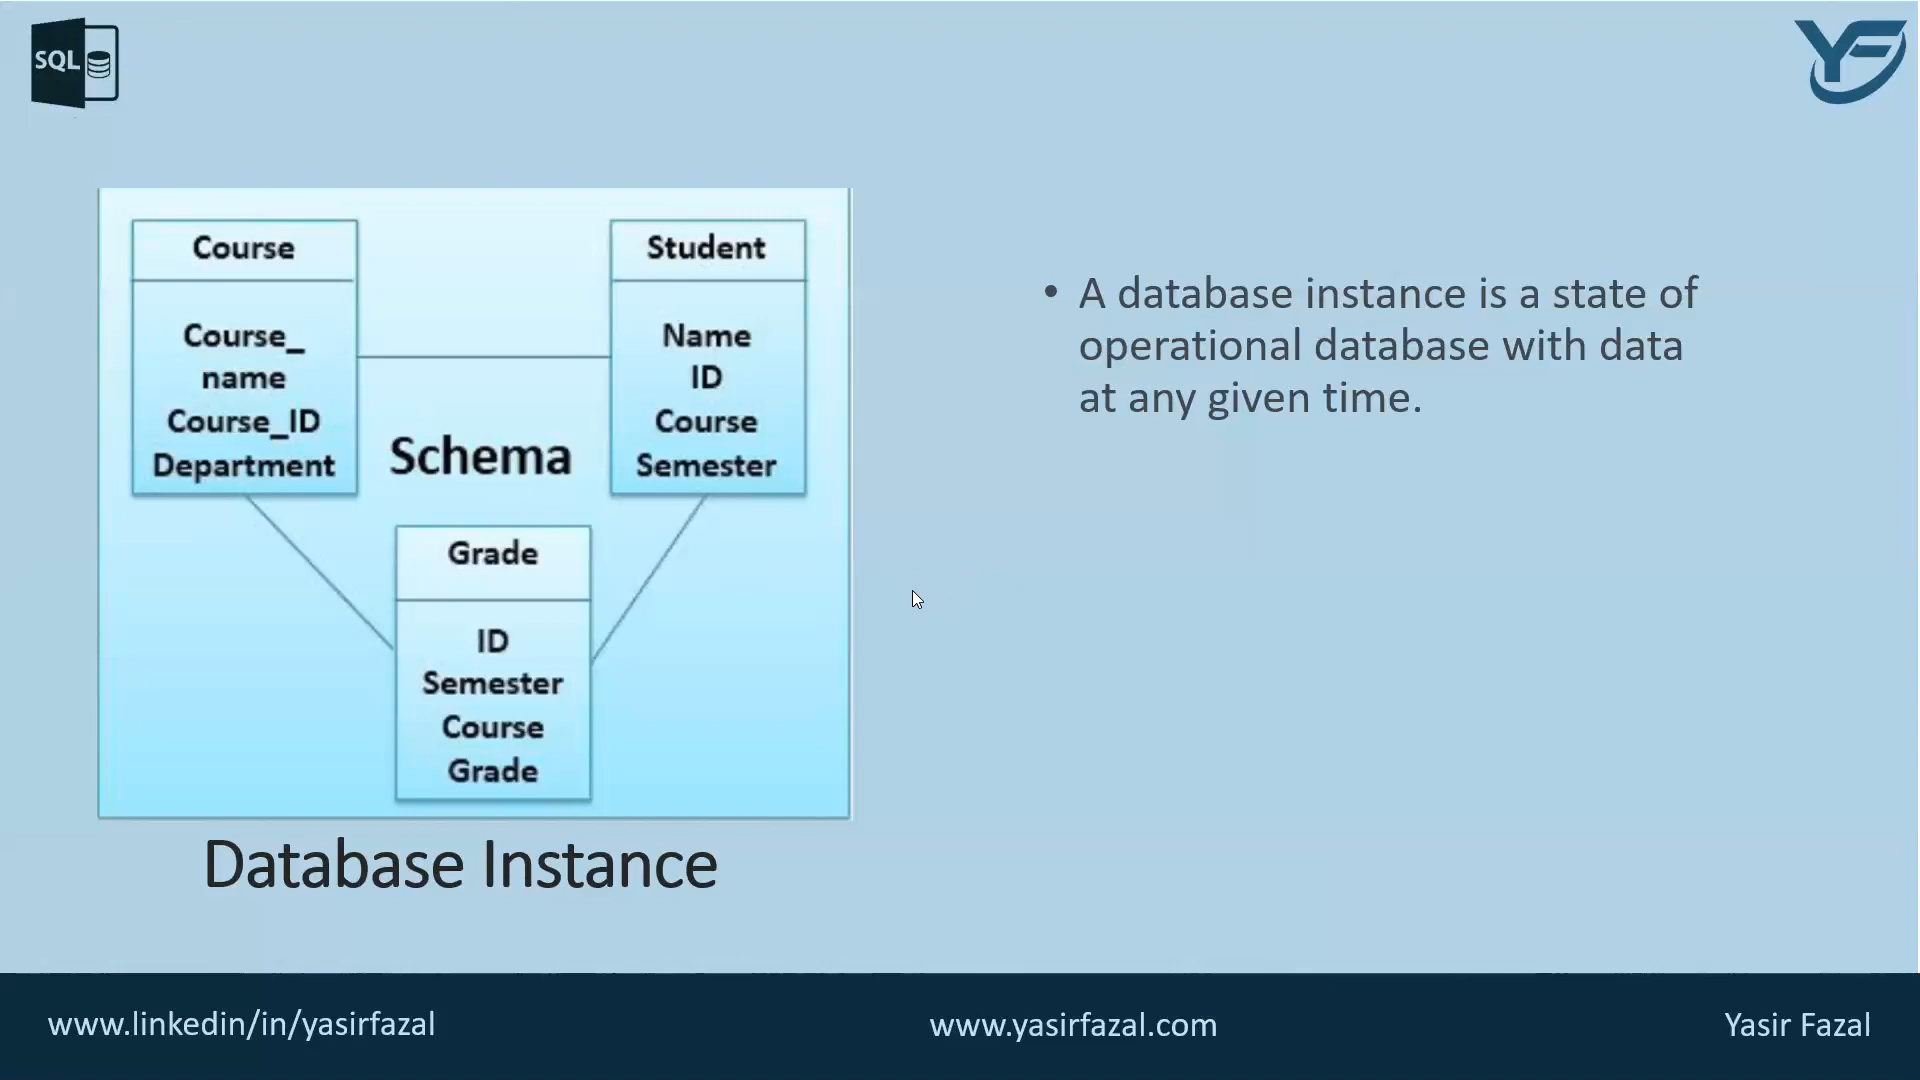 SQL
YF
Course
Course_
name
Course_ID
Department
Student
Name
ID
Course
Semester
Schema
Grade
ID
Semester
Course
Grade
Database Instance
• A database instance is a state of
operational database with data
at any given time.
www.linkedin/in/yasirfazal
www.yasirfazal.com
Yasir Fazal